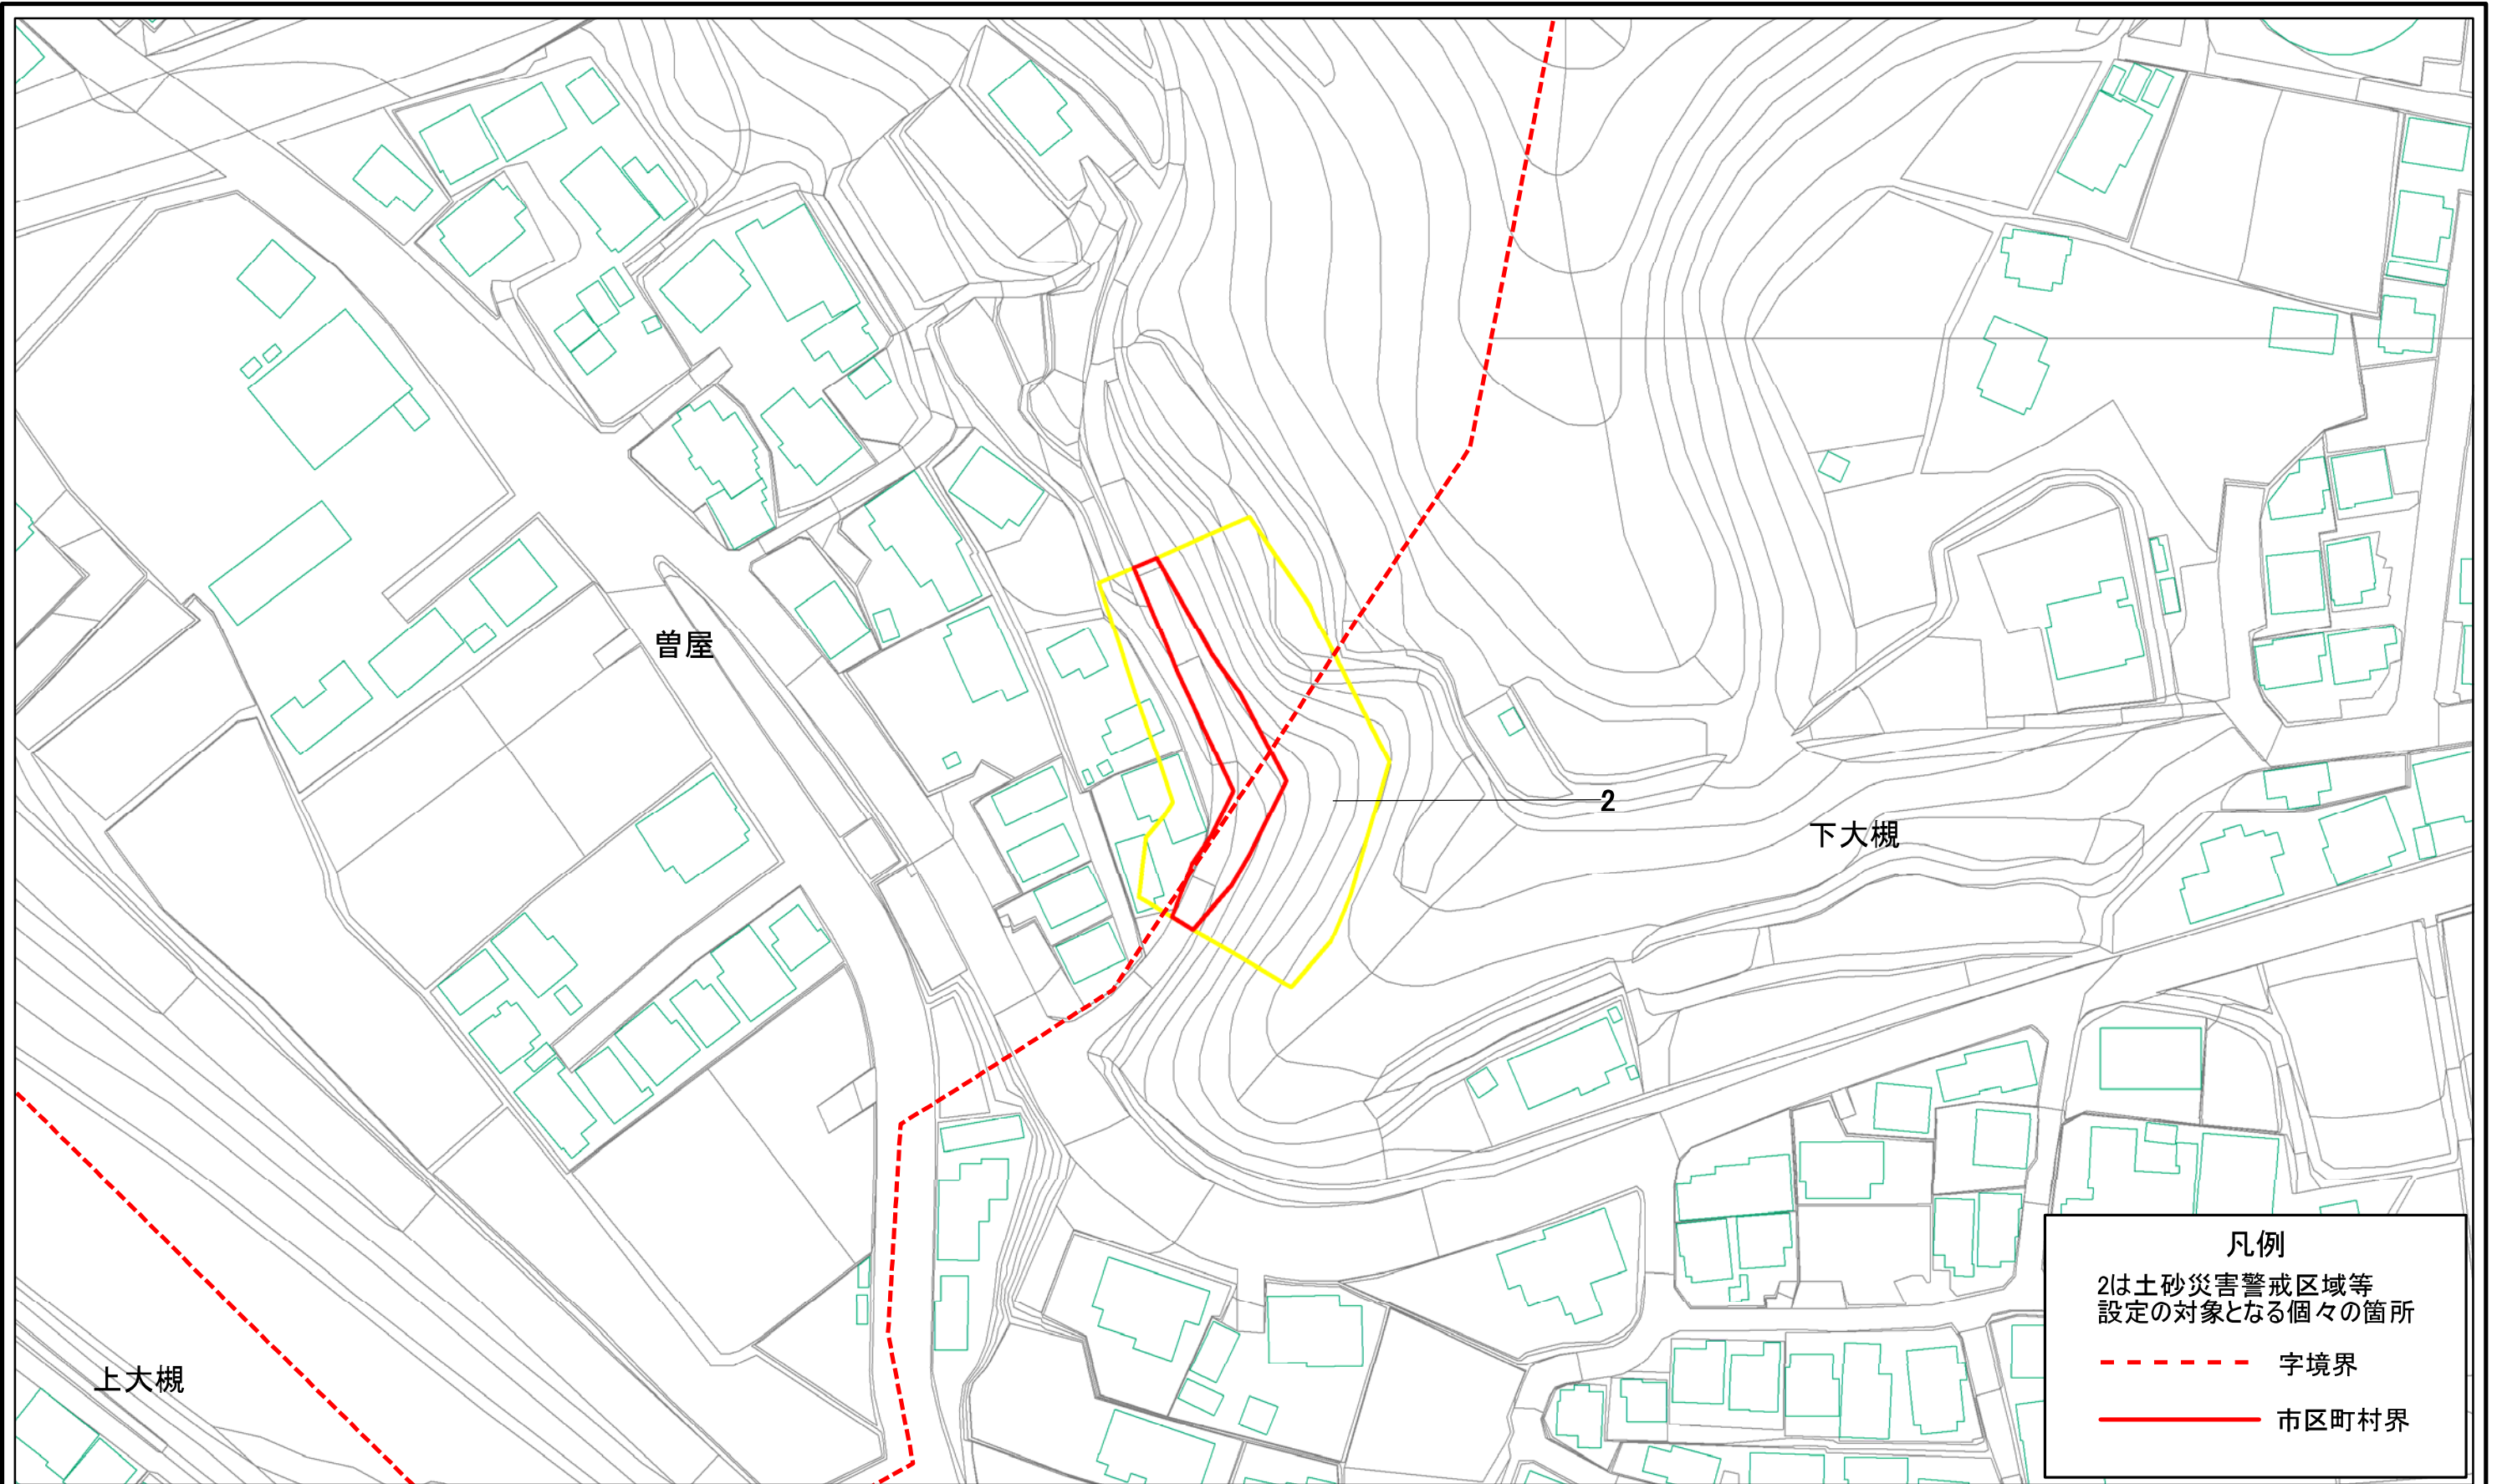 曽屋
2
下大槻
上大槻
凡例
2は土砂災害警戒区域等
設定の対象となる個々の箇所
字境界
市区町村界